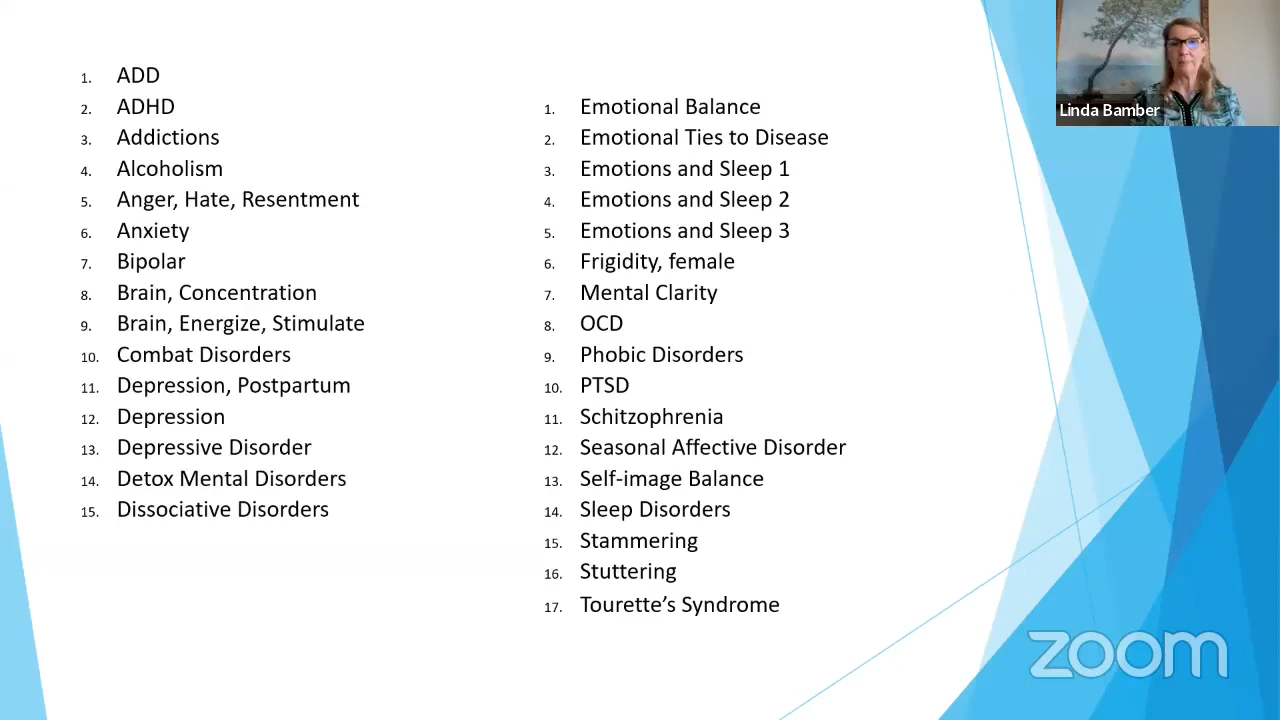 1. ADD
2. ADHD
3. Addictions
4. Alcoholism
5. Anger, Hate, Resentment
6. Anxiety
7. Bipolar
8. Brain, Concentration
9. Brain, Energize, Stimulate
10. Combat Disorders
11. Depression, Postpartum
12. Depression
13. Depressive Disorder
14. Detox Mental Disorders
15. Dissociative Disorders
1. Emotional Balance
2. Emotional Ties to Disease
3. Emotions and Sleep 1
4. Emotions and Sleep 2
5. Emotions and Sleep 3
6. Frigidity, female
7. Mental Clarity
8. OCD
9. Phobic Disorders
10. PTSD
11. Schitzophrenia
12. Seasonal Affective Disorder
13. Self-image Balance
14. Sleep Disorders
15. Stammering
16. Stuttering
17. Tourette’s Syndrome
Linda Bamber
zoom